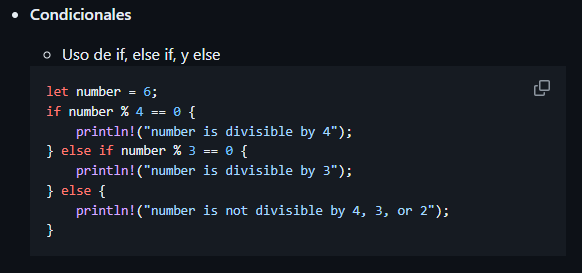 Condicionales
Uso de if, else if, y else
let number = 6;
if number % 4 == 0 {
    println!("number is divisible by 4");
} else if number % 3 == 0 {
    println!("number is divisible by 3");
} else {
    println!("number is not divisible by 4, 3, or 2");
}